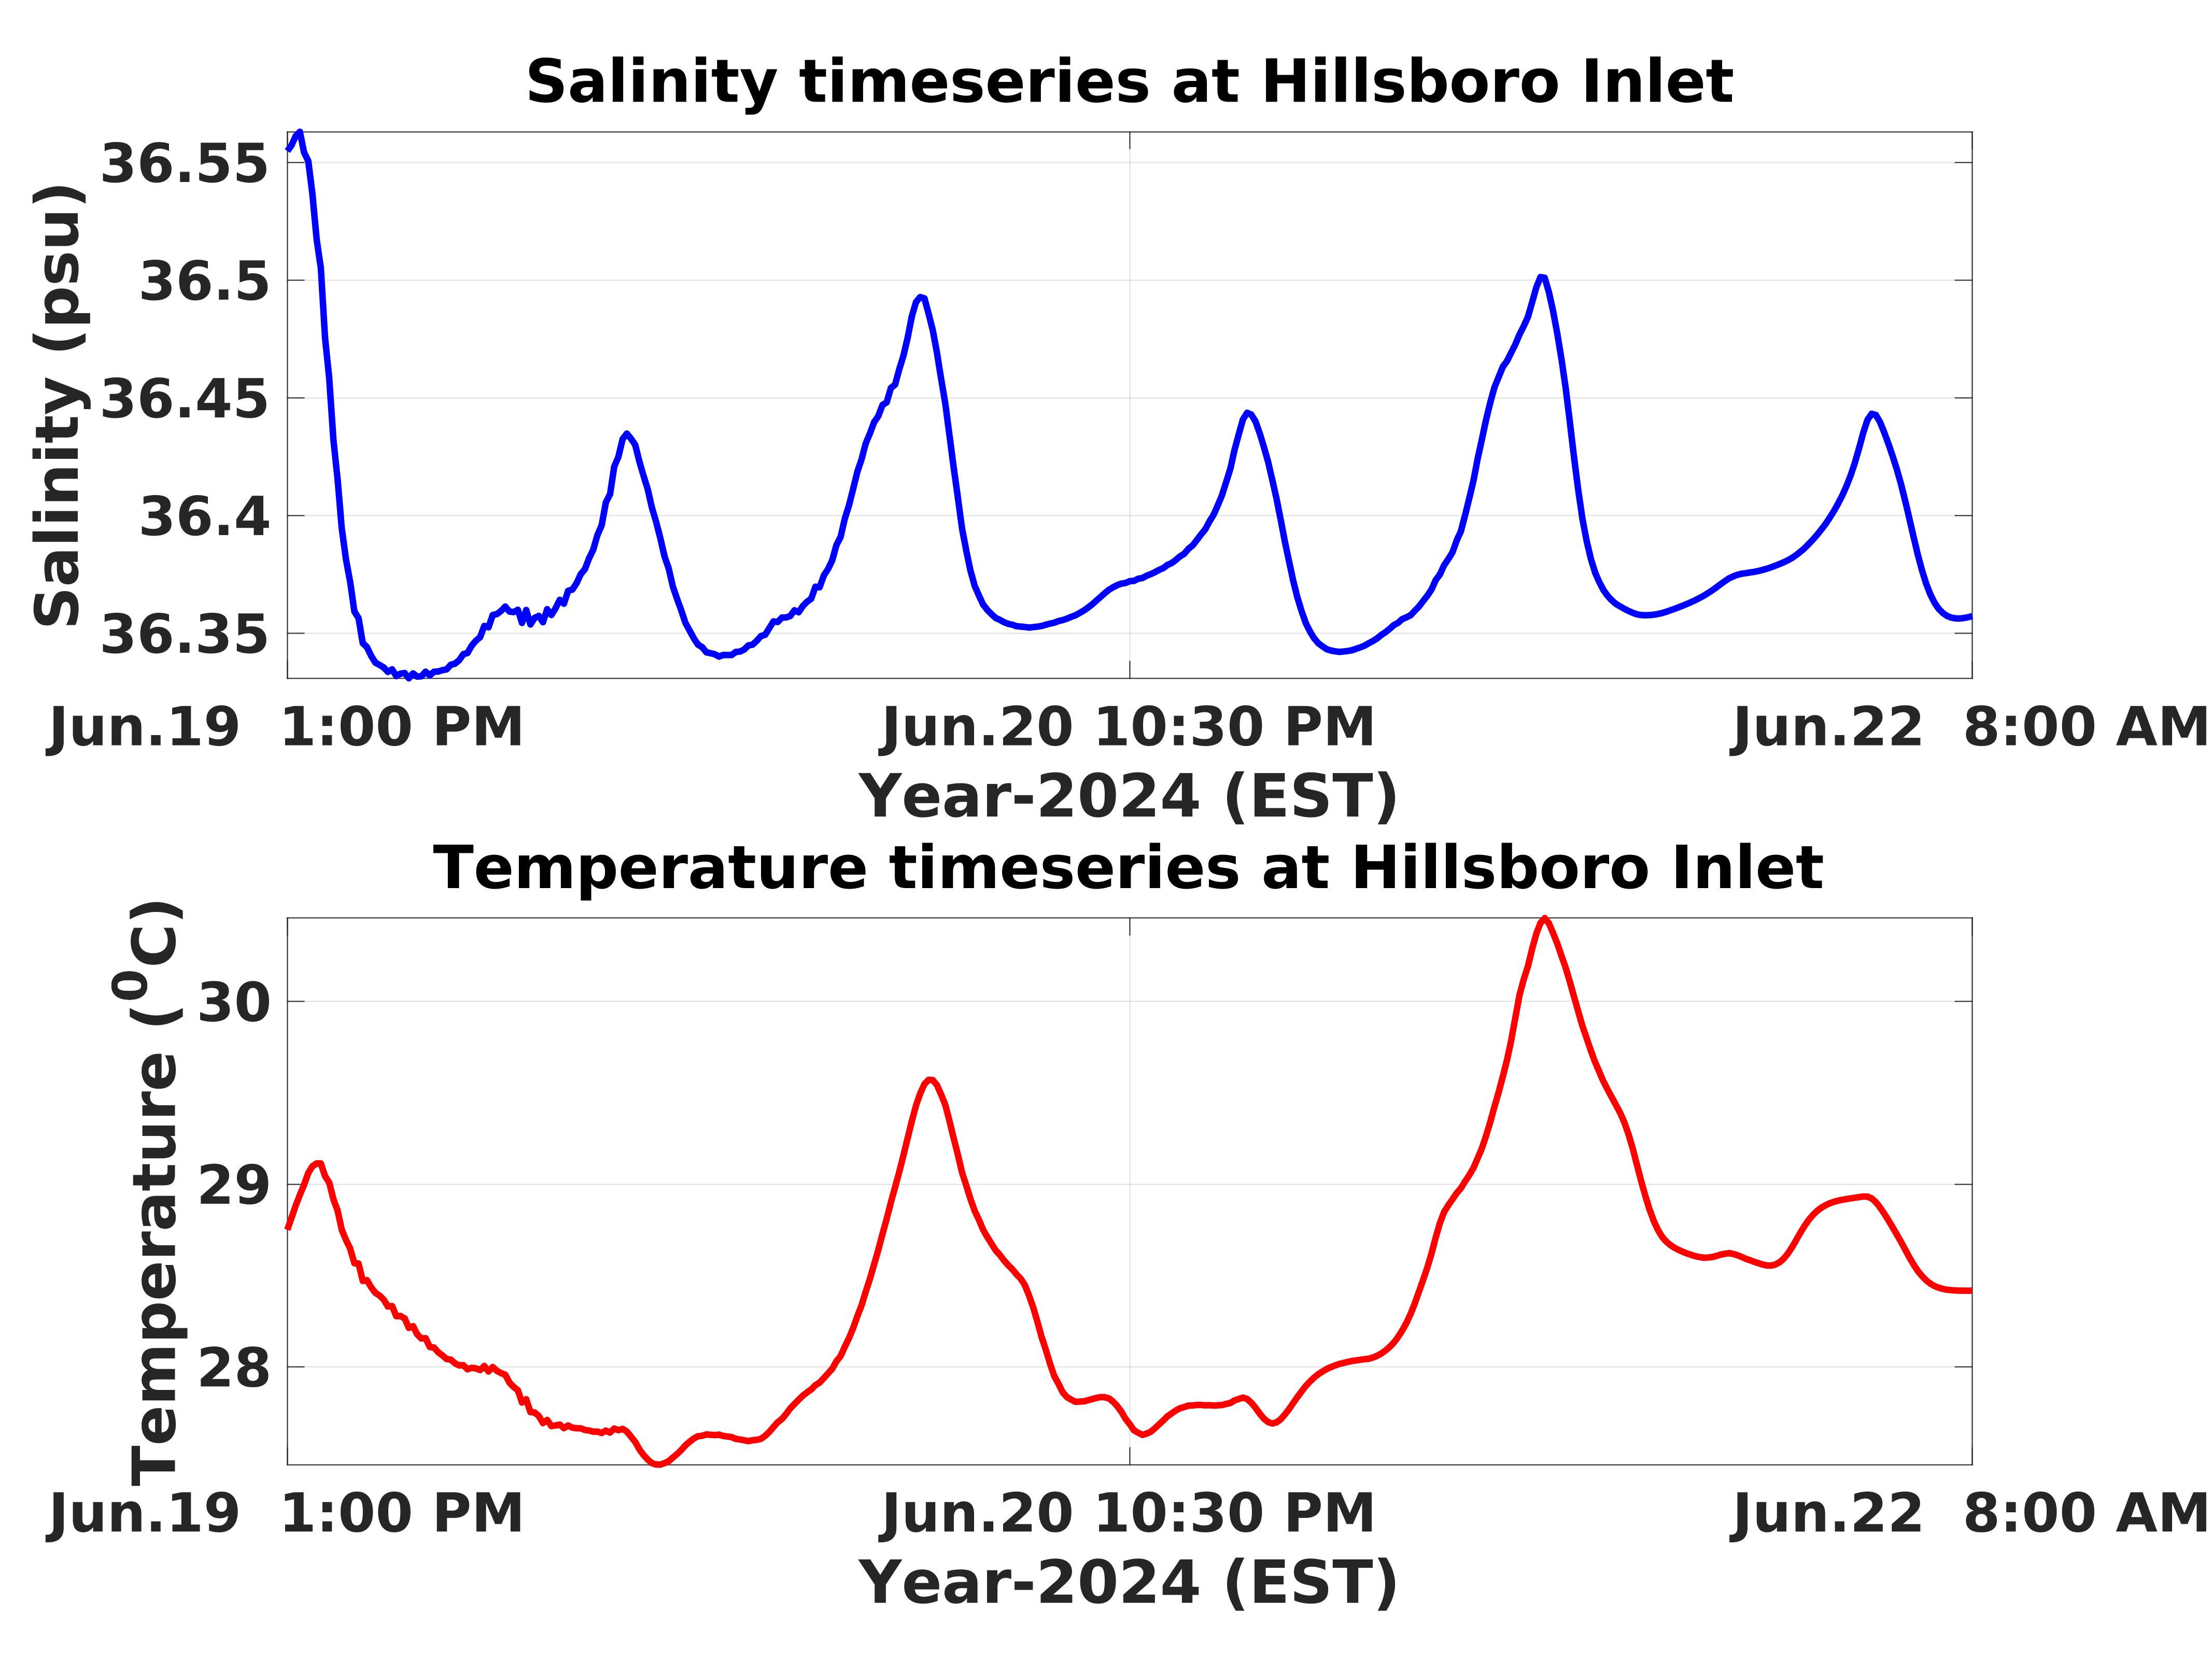 Salinity timeseries at Hillsboro Inlet
Salinity (psu)
36.55
36.5
36.45
36.4
36.35
Jun.19  1:00 PM
Jun.20 10:30 PM
Jun.22  8:00 AM
Year-2024 (EST)
Temperature timeseries at Hillsboro Inlet
Temperature (⁰C)
30
29
28
Jun.19  1:00 PM
Jun.20 10:30 PM
Jun.22  8:00 AM
Year-2024 (EST)